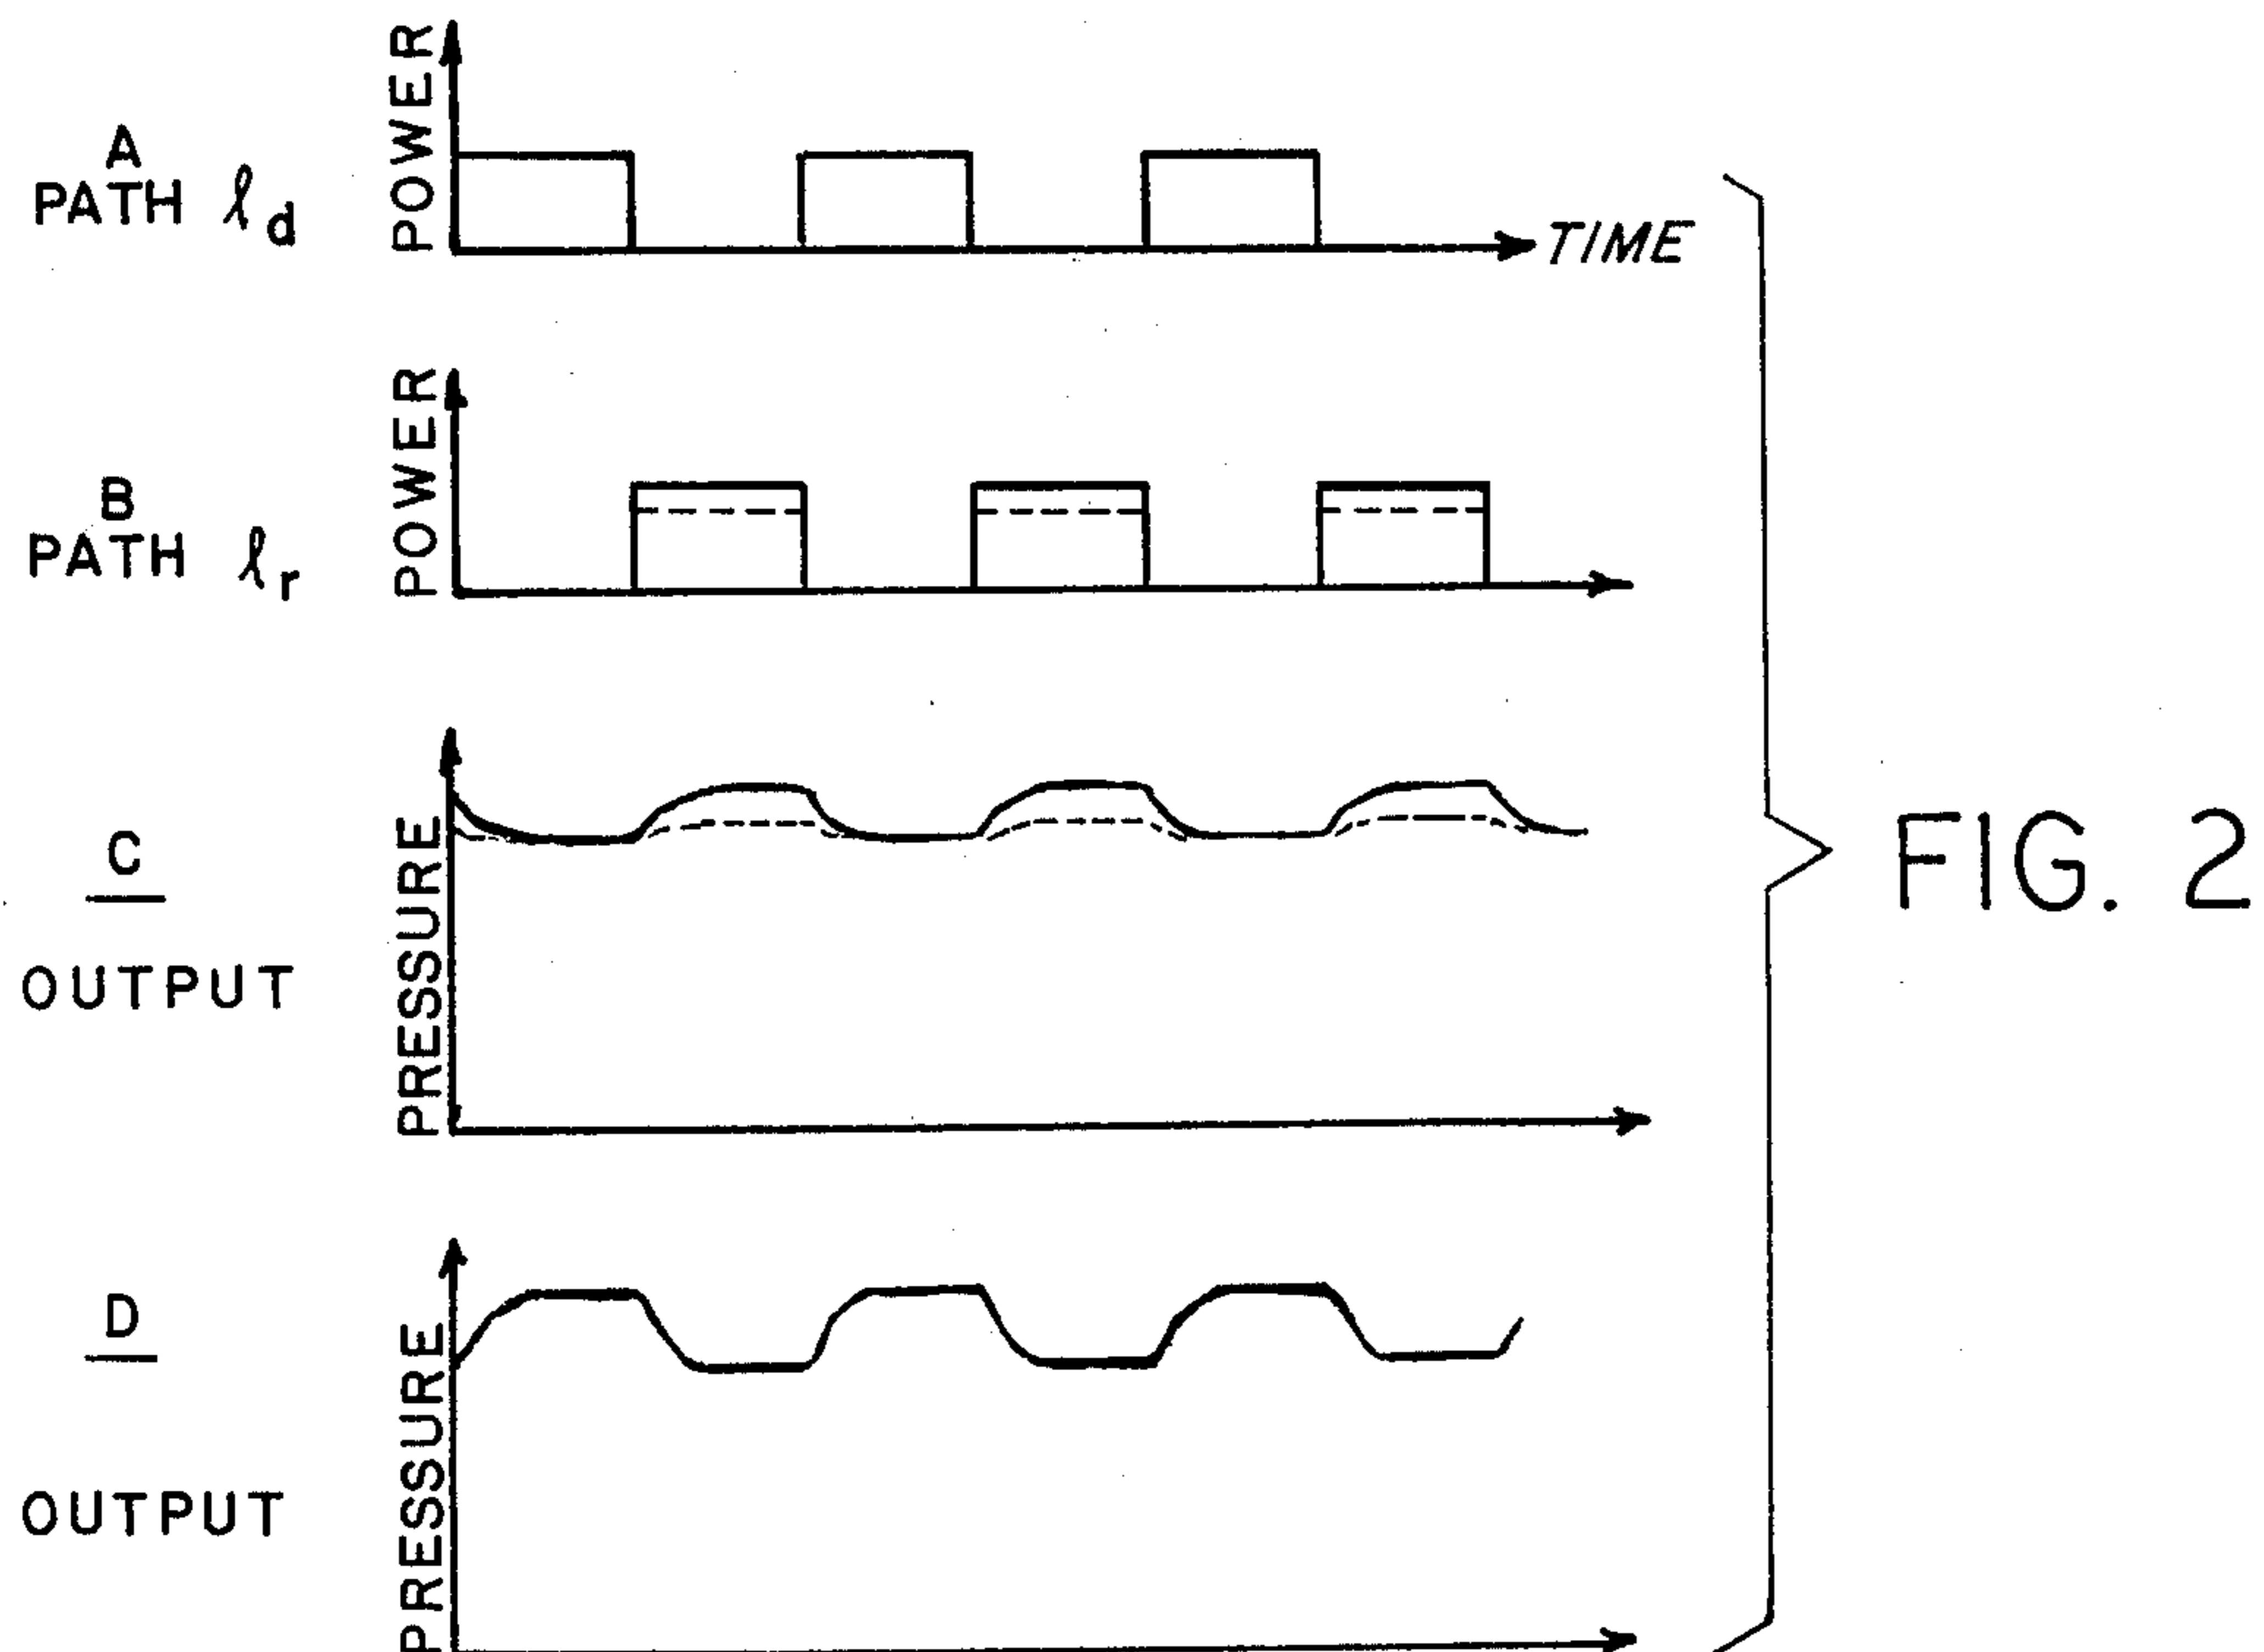 A
PATH ℓd
POWER
TIME
B
PATH ℓr
POWER
C
OUTPUT
PRESSURE
FIG. 2
D
OUTPUT
PRESSURE